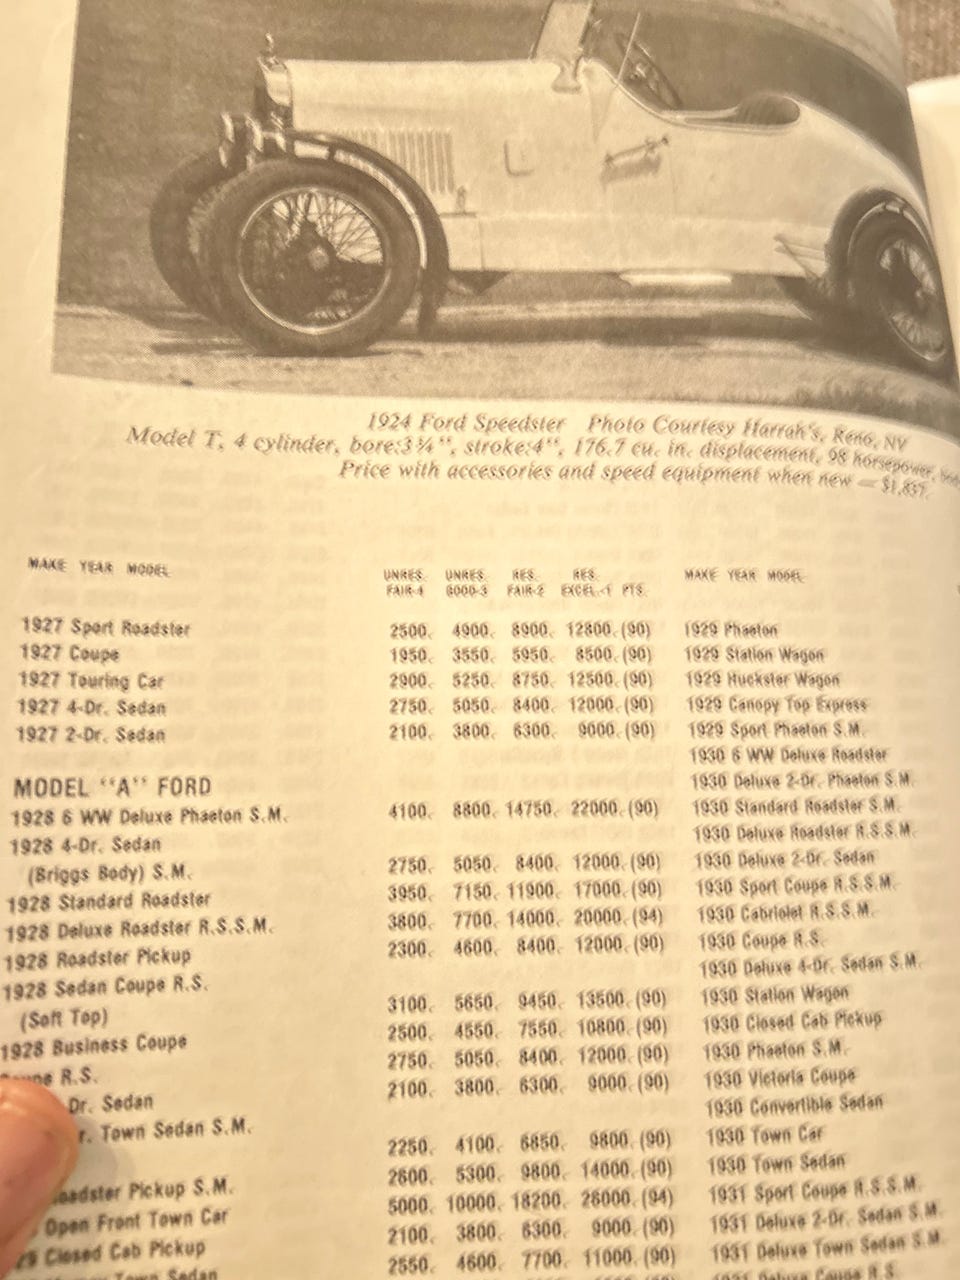 1924 Ford Speedster Photo Courtesy Harrah's, Reno, NV
Model T, 4 cylinder, bore:3¾", stroke:4", 176.7 cu. in. displacement, 98 horsepower,
Price with accessories and speed equipment when new — $1,837.
MAKE YEAR MODEL UNRES. FAIR-4 UNRES. GOOD-3 RES. FAIR-2 RES. EXCEL.-1 PTS.
1927 Sport Roadster 2500. 4900. 8900. 12800. (90)
1927 Coupe 1950. 3550. 5950. 8500. (90)
1927 Touring Car 2900. 5250. 8750. 12500. (90)
1927 4-Dr. Sedan 2750. 5050. 8400. 12000. (90)
1927 2-Dr. Sedan 2100. 3800. 6300. 9000. (90)
MODEL "A" FORD
1928 6 WW Deluxe Phaeton S.M. 4100. 8800. 14750. 22000. (90)
1928 4-Dr. Sedan
(Briggs Body) S.M. 2750. 5050. 8400. 12000. (90)
1928 Standard Roadster 3950. 7150. 11900. 17000. (90)
1928 Deluxe Roadster R.S.S.M. 3800. 7700. 14000. 20000. (94)
1928 Roadster Pickup 2300. 4600. 8400. 12000. (90)
1928 Sedan Coupe R.S.
(Soft Top) 3100. 5650. 9450. 13500. (90)
1928 Business Coupe 2500. 4550. 7550. 10800. (90)
R.S. 2750. 5050. 8400. 12000. (90)
Dr. Sedan 2100. 3800. 6300. 9000. (90)
Town Sedan S.M.
2250. 4100. 6850. 9800. (90)
Pickup S.M. 2600. 5300. 9800. 14000. (90)
Open Front Town Car 5000. 10000. 18200. 26000. (94)
Closed Cab Pickup 2100. 3800. 6300. 9000. (90)
Town Sedan 2550. 4600. 7700. 11000. (90)
MAKE YEAR MODEL
1929 Phaeton
1929 Station Wagon
1929 Huckster Wagon
1929 Canopy Top Express
1929 Sport Phaeton S.M.
1930 6 WW Deluxe Roadster
1930 Deluxe 2-Dr. Phaeton S.M.
1930 Standard Roadster S.M.
1930 Deluxe Roadster R.S.S.M.
1930 Deluxe 2-Dr. Sedan
1930 Sport Coupe R.S.S.M.
1930 Cabriolet R.S.S.M.
1930 Coupe R.S.
1930 Deluxe 4-Dr. Sedan S.M.
1930 Station Wagon
1930 Closed Cab Pickup
1930 Phaeton S.M.
1930 Victoria Coupe
1930 Convertible Sedan
1930 Town Car
1930 Town Sedan
1931 Sport Coupe R.S.S.M.
1931 Deluxe 2-Dr. Sedan S.M.
1931 Deluxe Town Sedan S.M.
1931 Deluxe Coupe R.S.